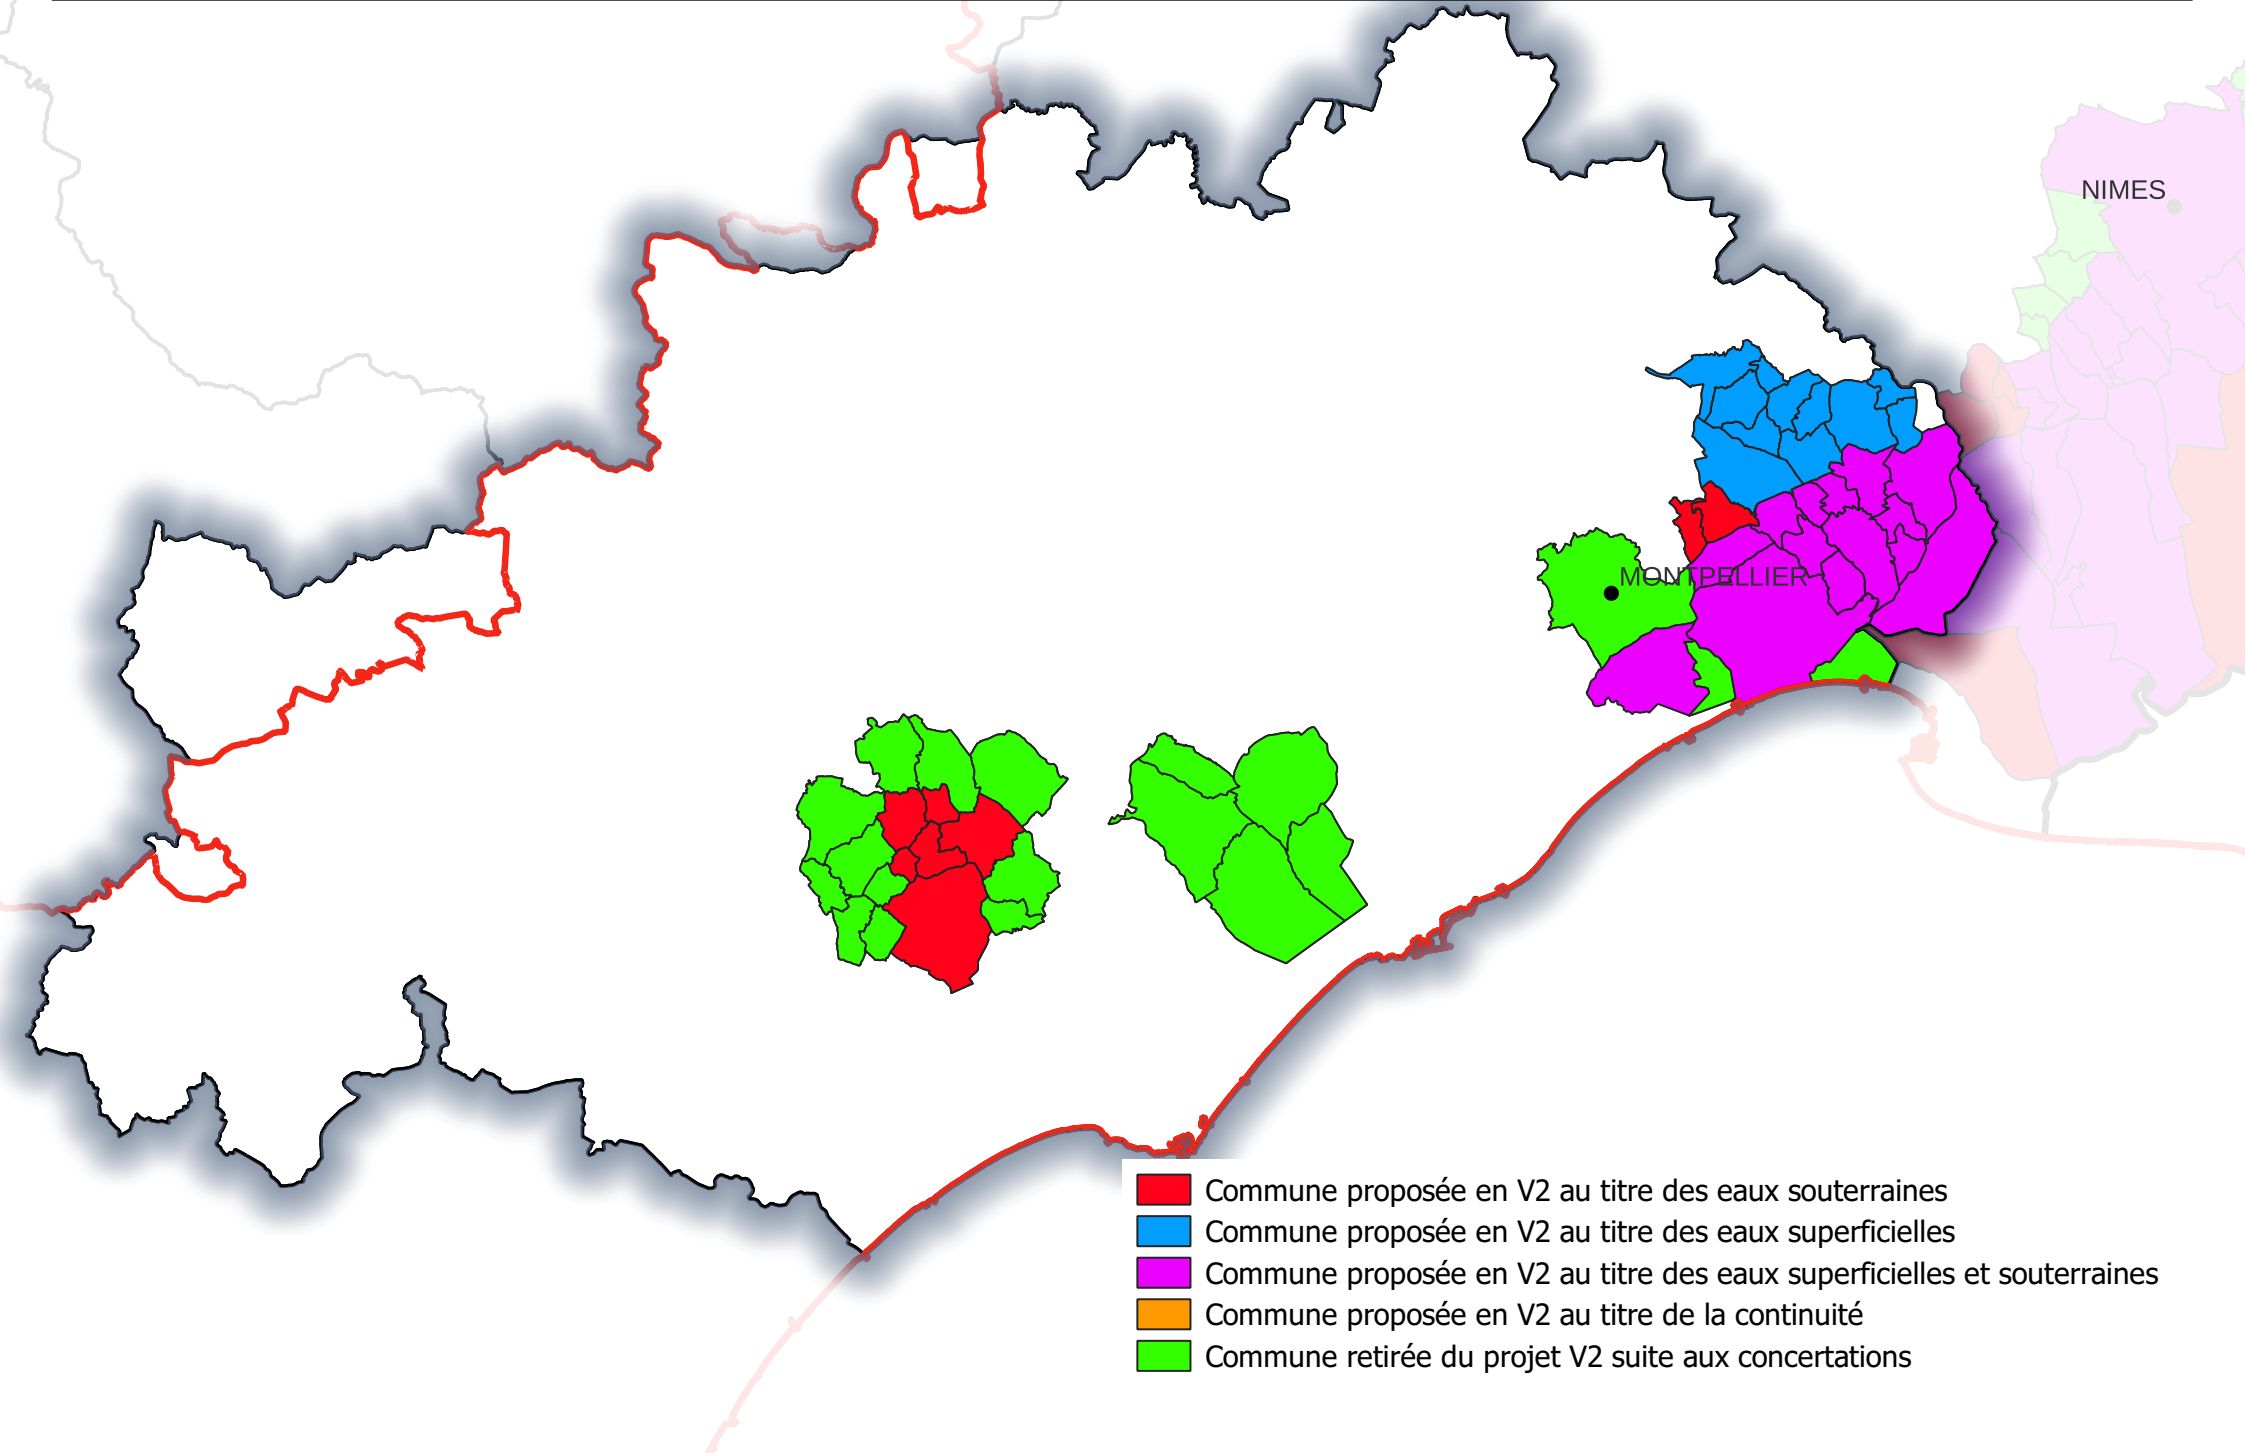 NIMES
MONTPELLIER
Commune proposée en V2 au titre des eaux souterraines
Commune proposée en V2 au titre des eaux superficielles
Commune proposée en V2 au titre des eaux superficielles et souterraines
Commune proposée en V2 au titre de la continuité
Commune retirée du projet V2 suite aux concertations